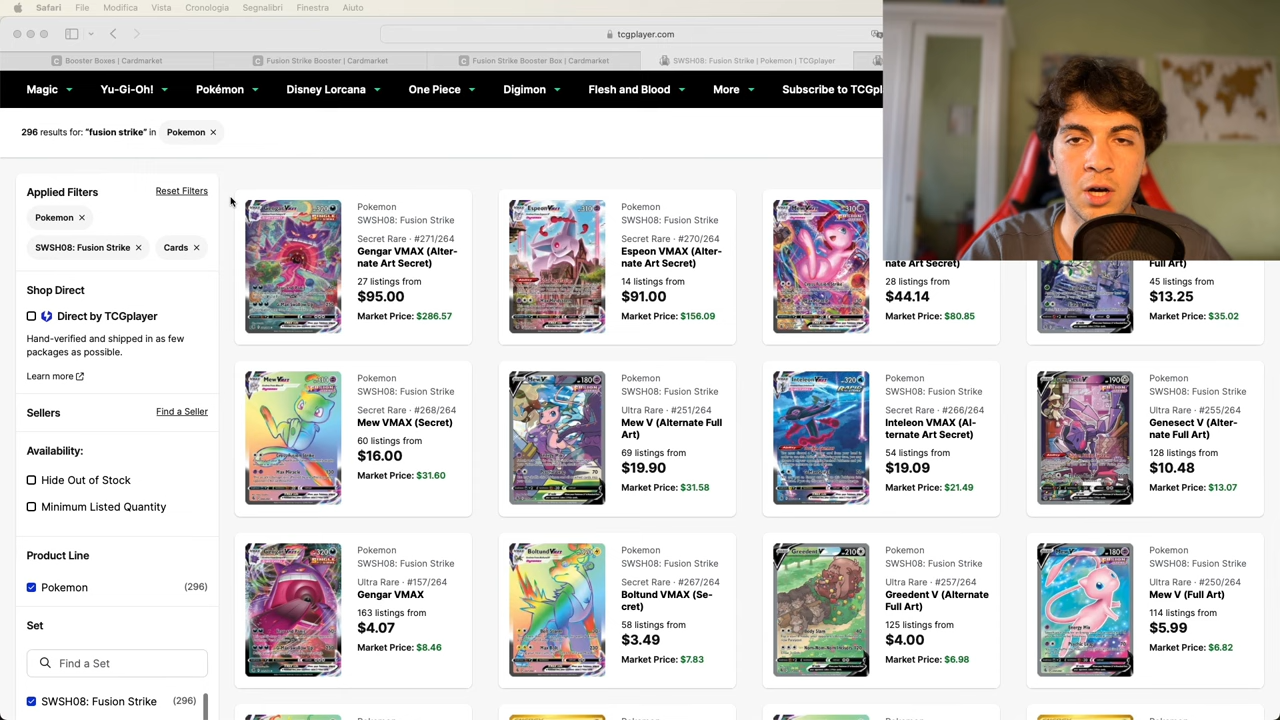 Safari File Modifica Vista Cronologia Segnalibri Finestra Aiuto
tcgplayer.com
Booster Boxes | Cardmarket
Fusion Strike Booster | Cardmarket
Fusion Strike Booster Box | Cardmarket
SWSH08: Fusion Strike | Pokemon | TCGplayer
Magic Yu-Gi-Oh! Pokémon Disney Lorcana One Piece Digimon Flesh and Blood More Subscribe to TCGpl
296 results for: "fusion strike" in Pokemon
Applied Filters
Reset Filters
Pokemon
SWSH08: Fusion Strike
Cards
Shop Direct
Direct by TCGplayer
Hand-verified and shipped in as few
packages as possible.
Learn more
Sellers
Find a Seller
Availability:
Hide Out of Stock
Minimum Listed Quantity
Product Line
Pokemon (296)
Set
Find a Set
SWSH08: Fusion Strike (296)
Pokemon
SWSH08: Fusion Strike
Secret Rare · #271/264
Gengar VMAX (Alter-
nate Art Secret)
27 listings from
$95.00
Market Price: $286.57
Pokemon
SWSH08: Fusion Strike
Secret Rare · #270/264
Espeon VMAX (Alter-
nate Art Secret)
14 listings from
$91.00
Market Price: $156.09
nate Art Secret)
28 listings from
$44.14
Market Price: $80.85
Full Art)
45 listings from
$13.25
Market Price: $35.02
Pokemon
SWSH08: Fusion Strike
Secret Rare · #268/264
Mew VMAX (Secret)
60 listings from
$16.00
Market Price: $31.60
Pokemon
SWSH08: Fusion Strike
Ultra Rare · #251/264
Mew V (Alternate Full
Art)
69 listings from
$19.90
Market Price: $31.58
Pokemon
SWSH08: Fusion Strike
Secret Rare · #266/264
Inteleon VMAX (Al-
ternate Art Secret)
54 listings from
$19.09
Market Price: $21.49
Pokemon
SWSH08: Fusion Strike
Ultra Rare · #255/264
Genesect V (Alter-
nate Full Art)
128 listings from
$10.48
Market Price: $13.07
Pokemon
SWSH08: Fusion Strike
Ultra Rare · #157/264
Gengar VMAX
163 listings from
$4.07
Market Price: $8.46
Pokemon
SWSH08: Fusion Strike
Secret Rare · #267/264
Boltund VMAX (Se-
cret)
58 listings from
$3.49
Market Price: $7.83
Pokemon
SWSH08: Fusion Strike
Ultra Rare · #257/264
Greedent V (Alternate
Full Art)
125 listings from
$4.00
Market Price: $6.98
Pokemon
SWSH08: Fusion Strike
Ultra Rare · #250/264
Mew V (Full Art)
114 listings from
$5.99
Market Price: $6.82